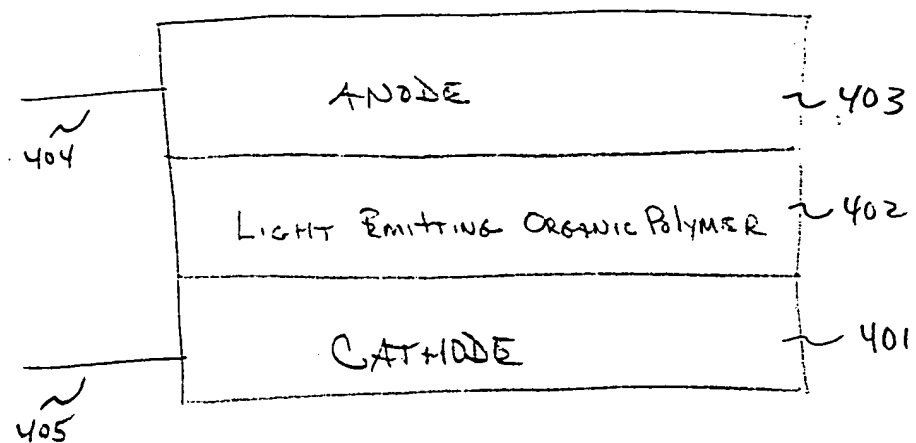 ANODE
403
404
LIGHT EMITTING ORGANIC POLYMER
402
CATHODE
401
405